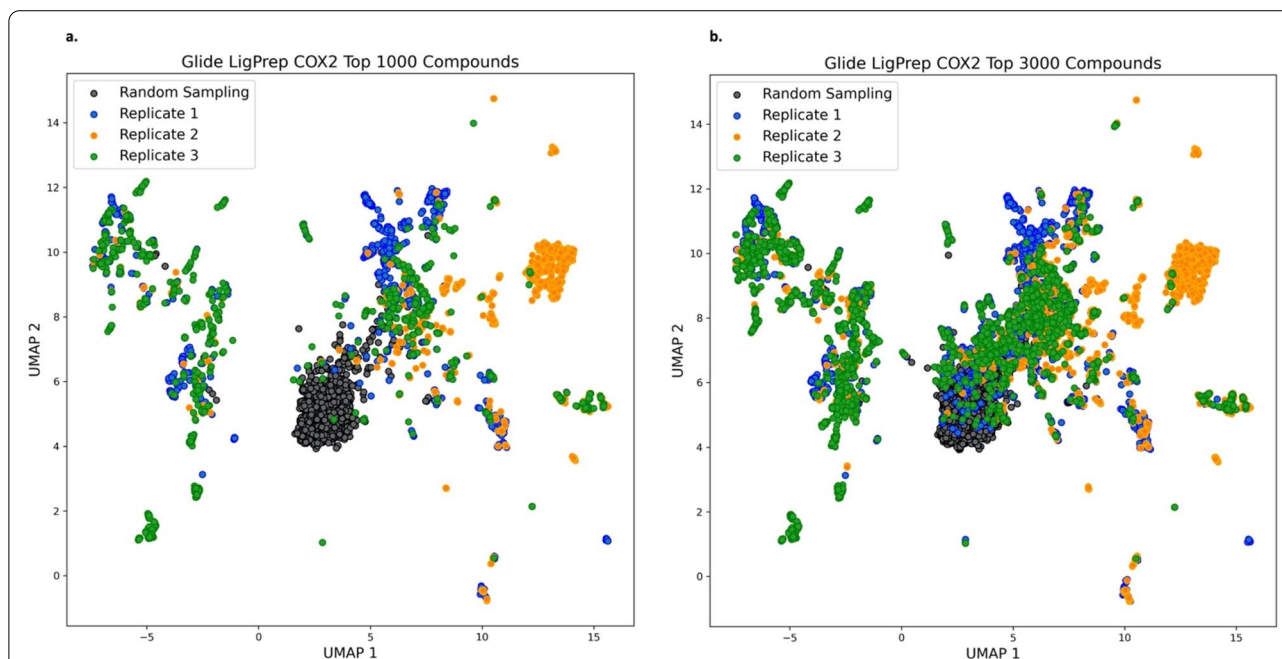 a.
Glide LigPrep COX2 Top 1000 Compounds
Random Sampling
Replicate 1
Replicate 2
Replicate 3
14
12
10
8
6
4
2
0
UMAP 2
−5
0
5
10
15
UMAP 1
b.
Glide LigPrep COX2 Top 3000 Compounds
Random Sampling
Replicate 1
Replicate 2
Replicate 3
14
12
10
8
6
4
2
0
UMAP 2
−5
0
5
10
15
UMAP 1